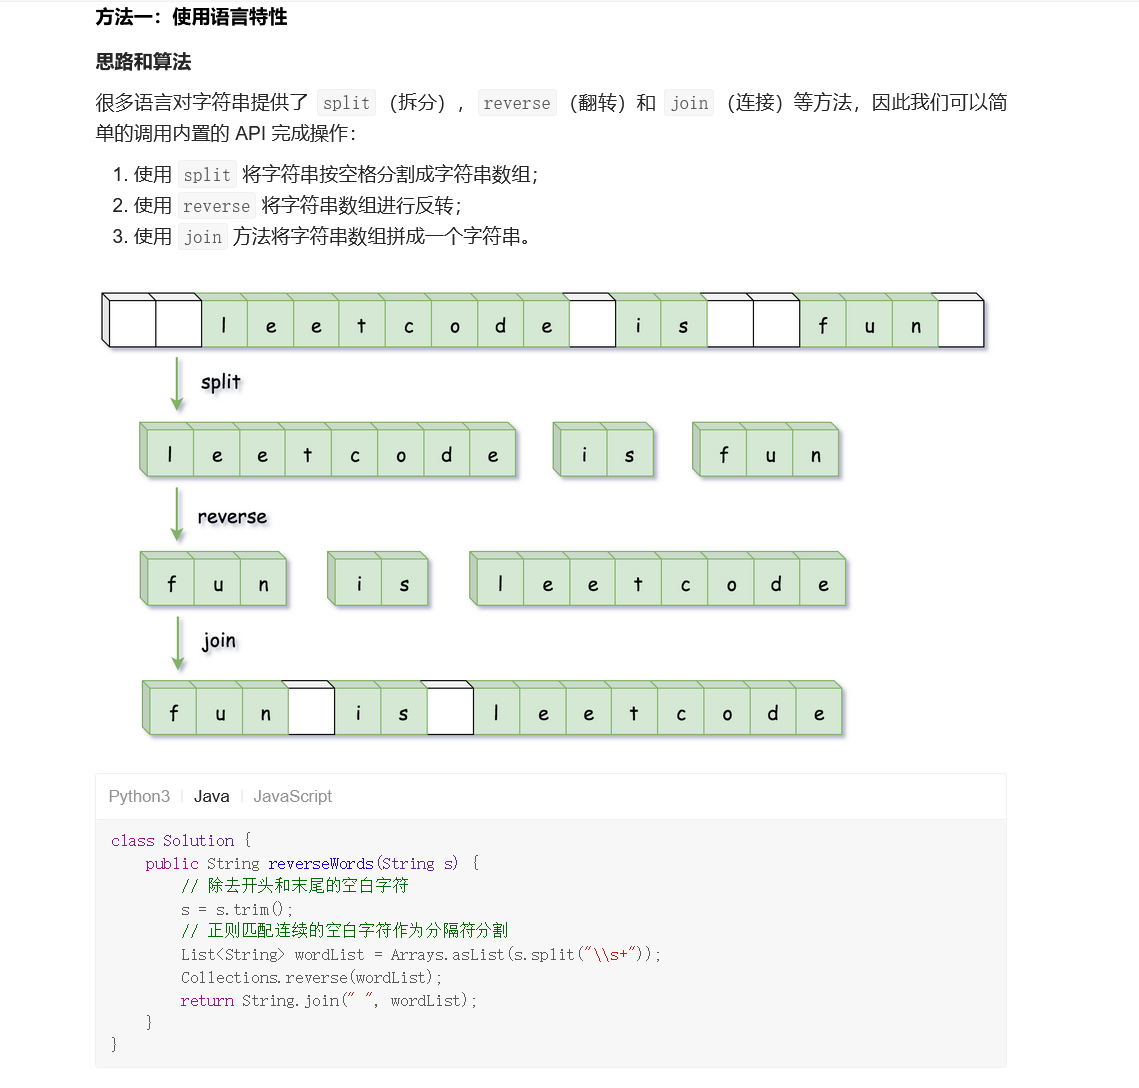 方法一：使用语言特性
思路和算法
很多语言对字符串提供了 split （拆分），reverse （翻转）和 join （连接）等方法，因此我们可以简
单的调用内置的 API 完成操作：
1. 使用 split 将字符串按空格分割成字符串数组；
2. 使用 reverse 将字符串数组进行反转；
3. 使用 join 方法将字符串数组拼成一个字符串。
l e e t c o d e i s f u n
split
l e e t c o d e i s f u n
reverse
f u n i s l e e t c o d e
join
f u n i s l e e t c o d e
Python3 Java JavaScript
class Solution {
    public String reverseWords(String s) {
        // 除去开头和末尾的空白字符
        s = s.trim();
        // 正则匹配连续的空白字符作为分隔符分割
        List<String> wordList = Arrays.asList(s.split("\\s+"));
        Collections.reverse(wordList);
        return String.join(" ", wordList);
    }
}